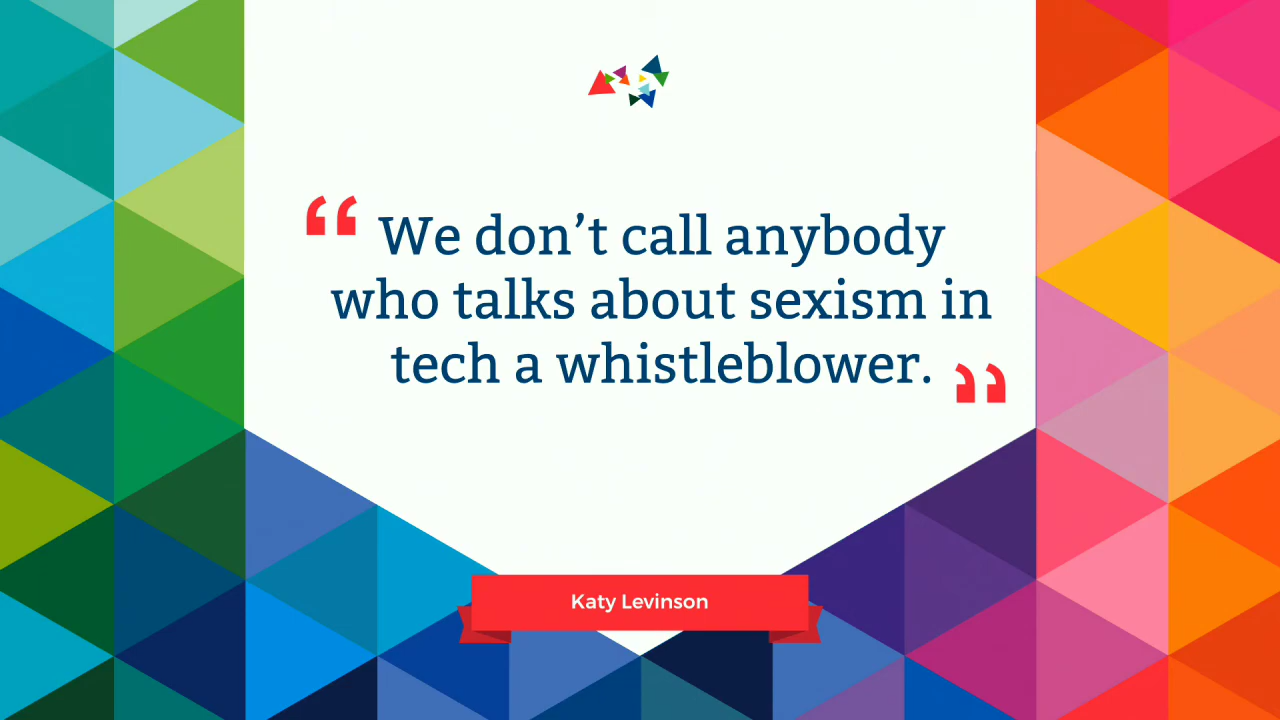 “We don’t call anybody
who talks about sexism in
tech a whistleblower.”
Katy Levinson